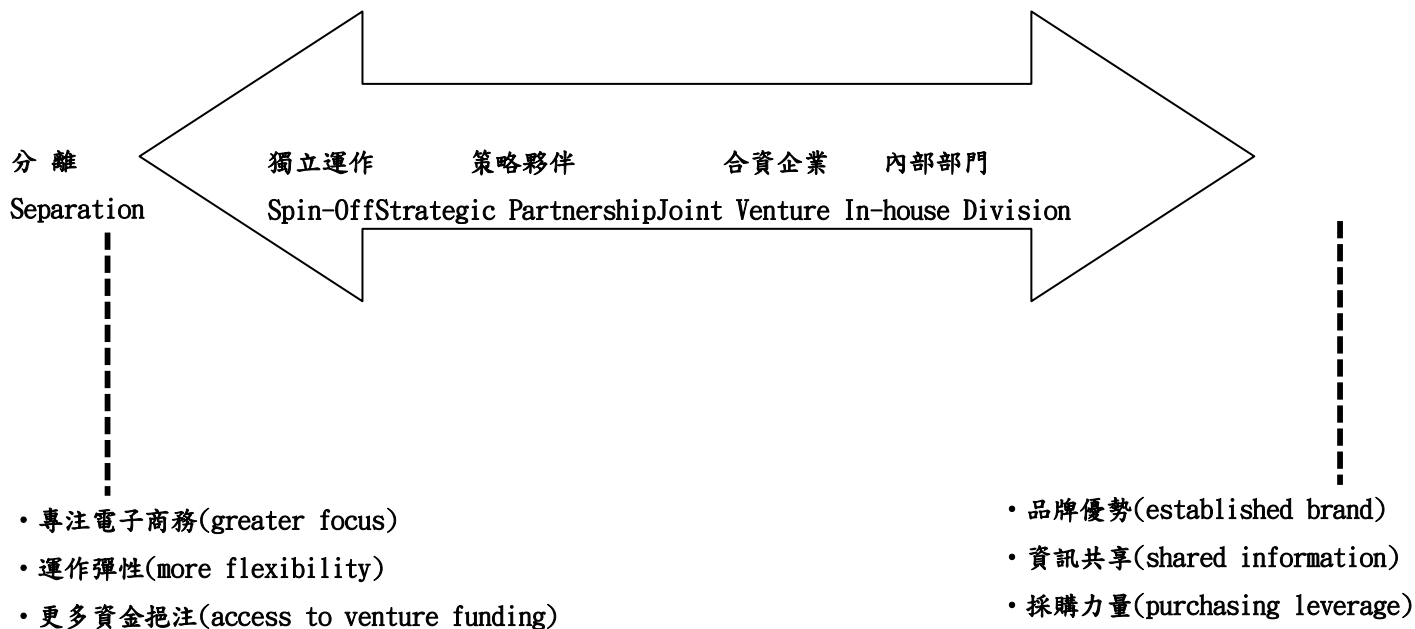 分 離 獨立運作 策略夥伴 合資企業 內部部門
Separation Spin-OffStrategic PartnershipJoint Venture In-house Division
·專注電子商務(greater focus)
·運作彈性(more flexibility)
·更多資金挹注(access to venture funding)
·品牌優勢(established brand)
·資訊共享(shared information)
·採購力量(purchasing leverage)